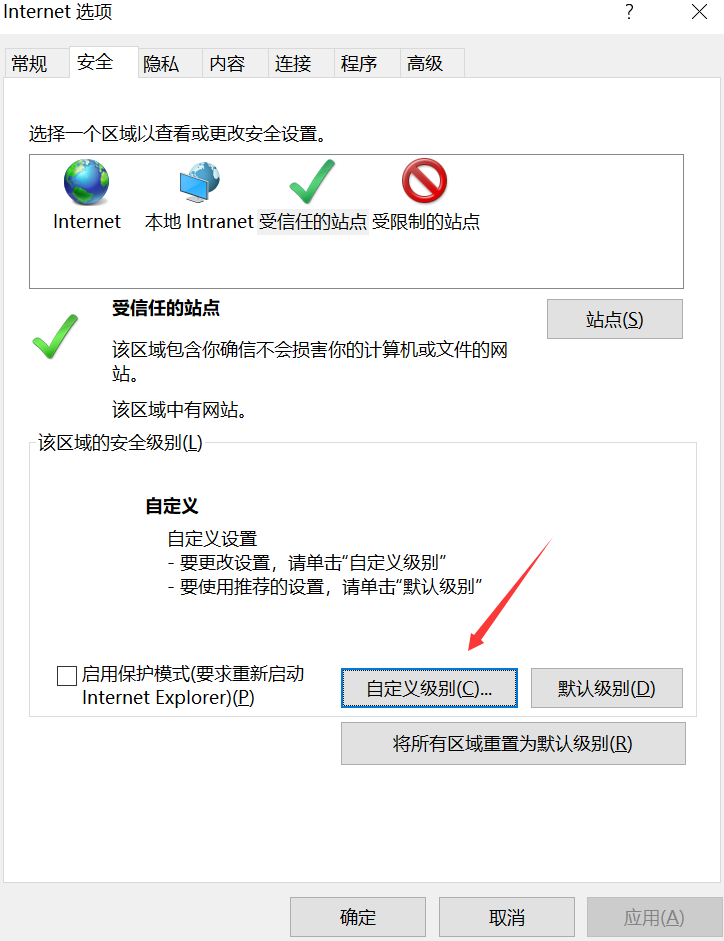 Internet 选项
常规 安全 隐私 内容 连接 程序 高级
选择一个区域以查看或更改安全设置。
Internet 本地 Intranet 受信任的站点 受限制的站点
受信任的站点
站点(S)
该区域包含你确信不会损害你的计算机或文件的网
站。
该区域中有网站。
该区域的安全级别(L)
自定义
自定义设置
- 要更改设置，请单击“自定义级别”
- 要使用推荐的设置，请单击“默认级别”
启用保护模式(要求重新启动
Internet Explorer)(P)
自定义级别(C)... 默认级别(D)
将所有区域重置为默认级别(R)
确定 取消 应用(A)